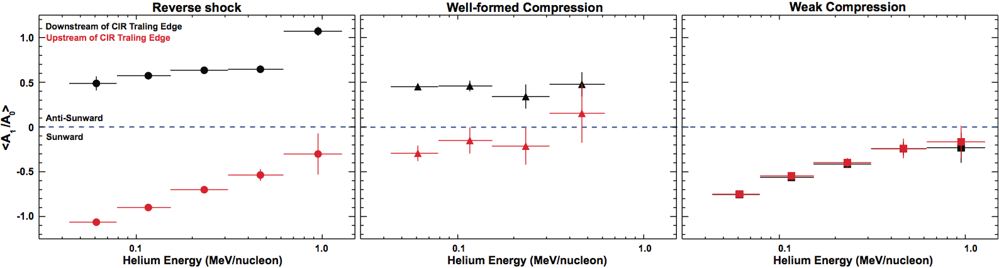 Reverse shock
Well-formed Compression
Weak Compression
Downstream of CIR Traling Edge
Upstream of CIR Traling Edge
1.0
0.5
Anti-Sunward
0
Sunward
-0.5
-1.0
<A1 /A0>
0.1 1.0
0.1 1.0
0.1 1.0
Helium Energy (MeV/nucleon)
Helium Energy (MeV/nucleon)
Helium Energy (MeV/nucleon)